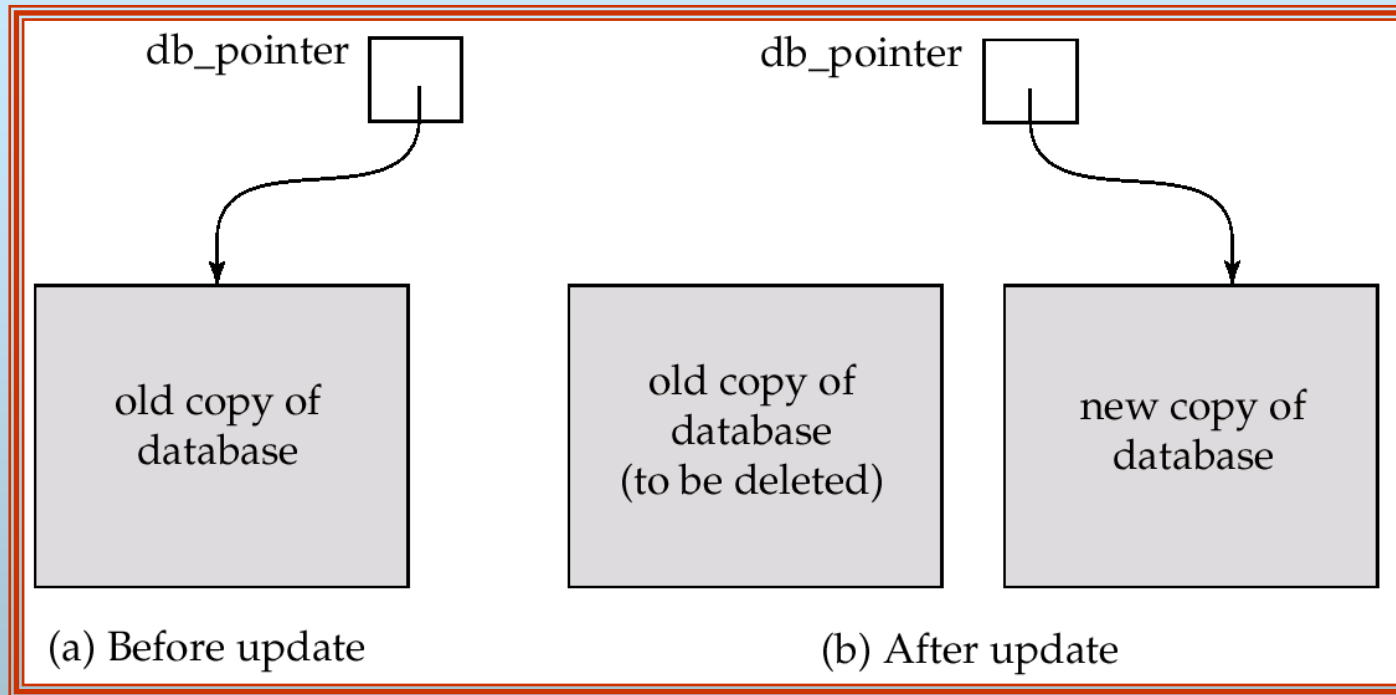 db_pointer
old copy of
database
(a) Before update
db_pointer
old copy of
database
(to be deleted)
new copy of
database
(b) After update